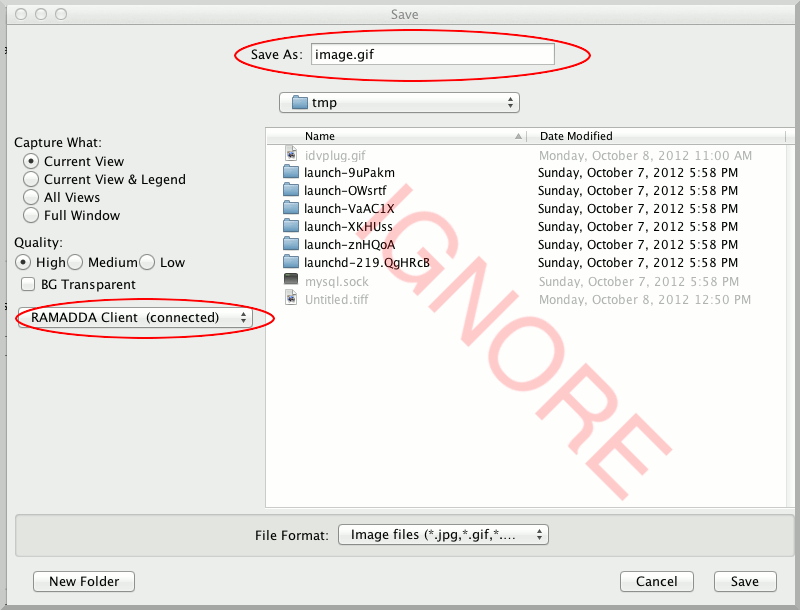 Save
Save As: image.gif
tmp
Capture What:
Current View
Current View & Legend
All Views
Full Window
Quality:
High Medium Low
BG Transparent
RAMADDA Client (connected)
Name Date Modified
idvplug.gif Monday, October 8, 2012 11:00 AM
launch-9uPakm Sunday, October 7, 2012 5:58 PM
launch-OWsrtf Sunday, October 7, 2012 5:58 PM
launch-VaAC1X Sunday, October 7, 2012 5:58 PM
launch-XKHUss Sunday, October 7, 2012 5:58 PM
launch-znHQoA Sunday, October 7, 2012 5:58 PM
launchd-219.QgHRcB Sunday, October 7, 2012 5:58 PM
mysql.sock Sunday, October 7, 2012 5:58 PM
Untitled.tiff Monday, October 8, 2012 12:50 PM
IGNORE
File Format: Image files (*.jpg,*.gif,*....
New Folder Cancel Save